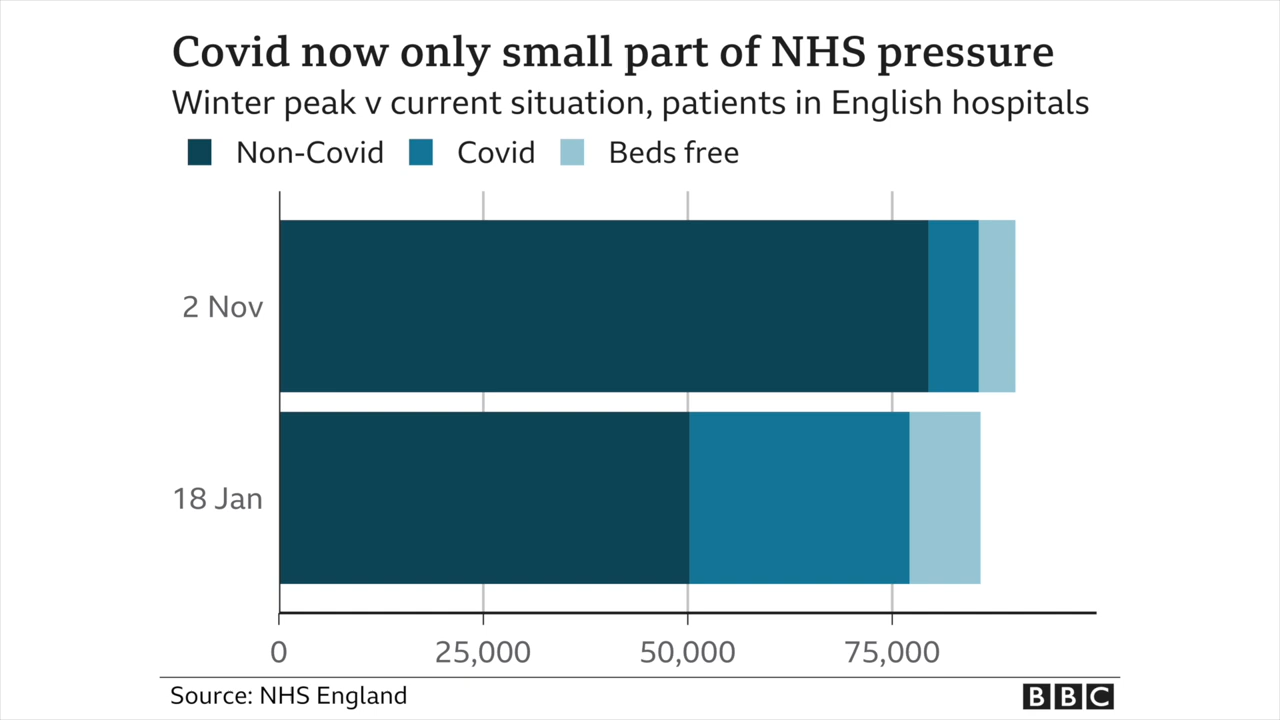 Covid now only small part of NHS pressure
Winter peak v current situation, patients in English hospitals
Non-Covid Covid Beds free
2 Nov
18 Jan
0 25,000 50,000 75,000
Source: NHS England BBC